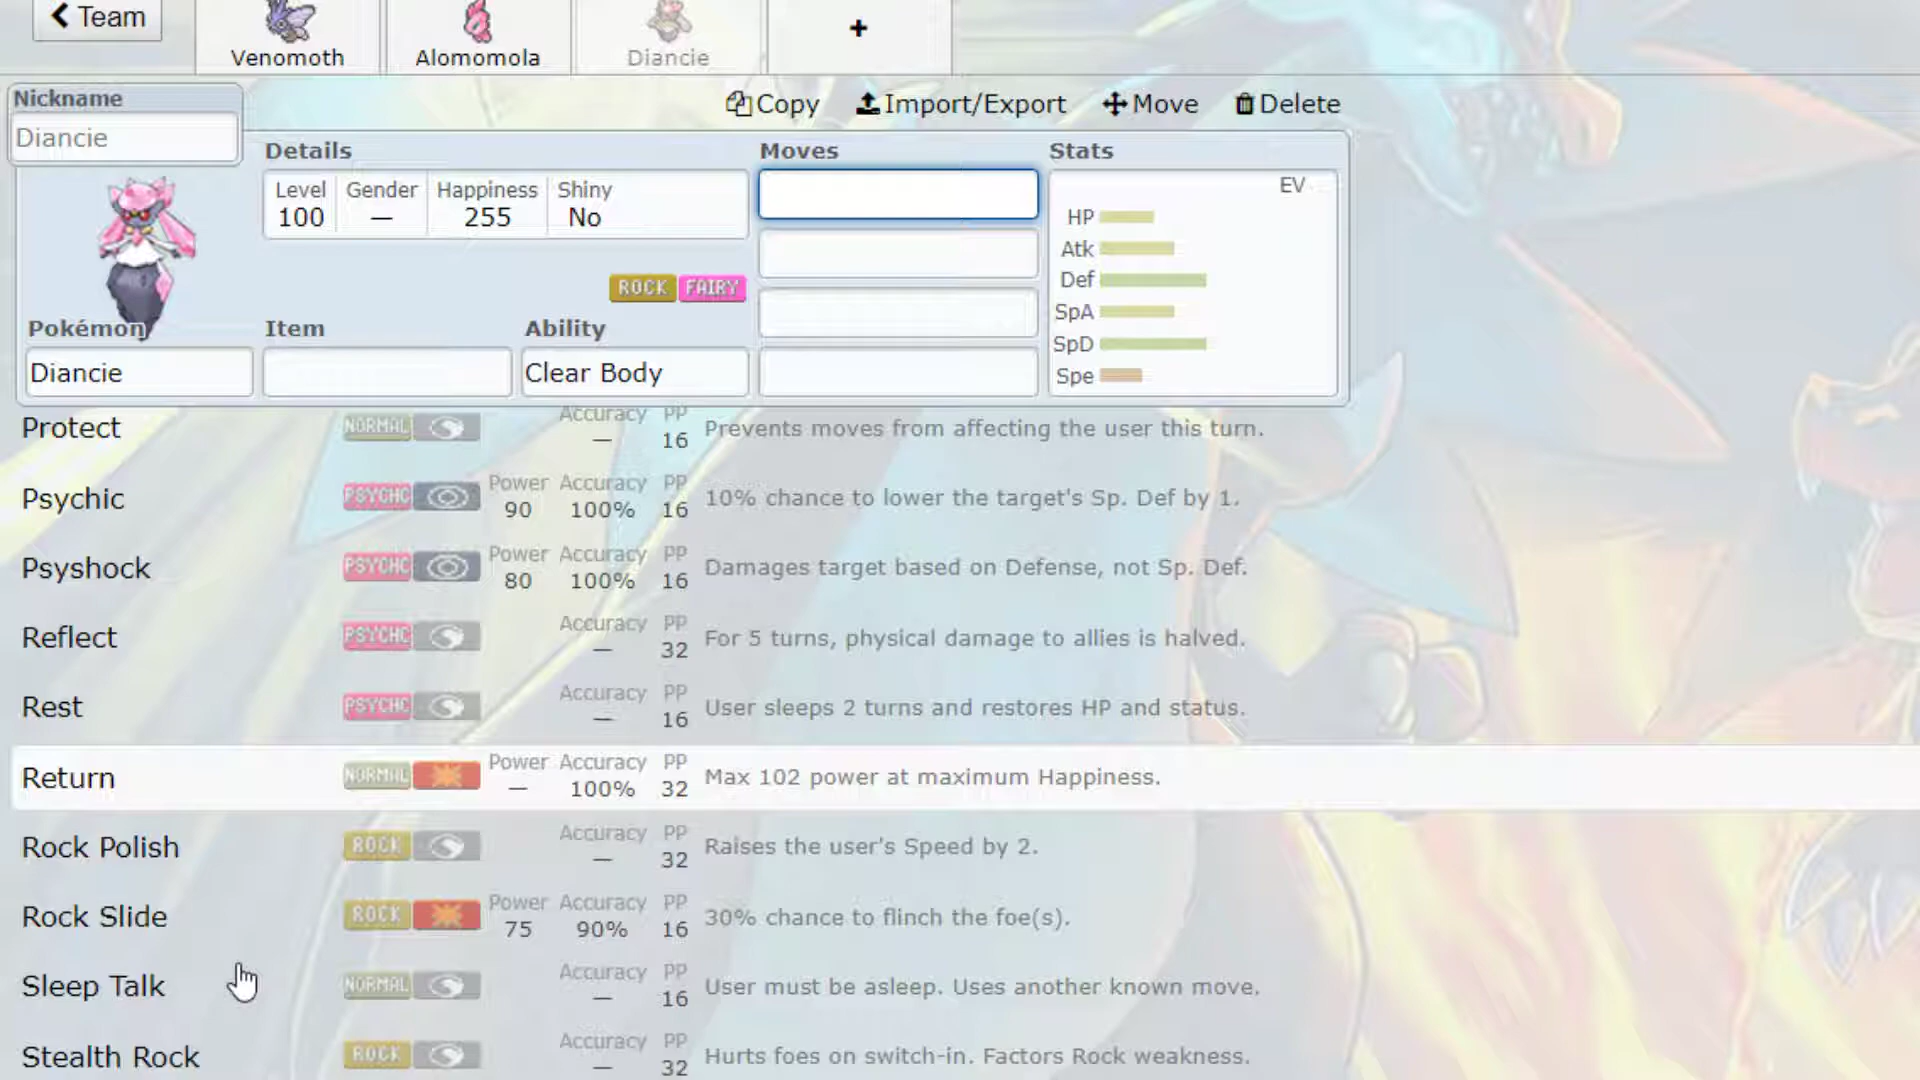 Team
Venomoth
Alomomola
Diancie
+
Nickname
Diancie
Copy
Import/Export
Move
Delete
Details
Moves
Stats
Level
100
Gender
—
Happiness
255
Shiny
No
EV
HP
Atk
Def
SpA
SpD
Spe
ROCK FAIRY
Pokémon
Item
Ability
Diancie
Clear Body
Protect NORMAL Accuracy — PP 16 Prevents moves from affecting the user this turn.
Psychic PSYCHC Power 90 Accuracy 100% PP 16 10% chance to lower the target's Sp. Def by 1.
Psyshock PSYCHC Power 80 Accuracy 100% PP 16 Damages target based on Defense, not Sp. Def.
Reflect PSYCHC Accuracy — PP 32 For 5 turns, physical damage to allies is halved.
Rest PSYCHC Accuracy — PP 16 User sleeps 2 turns and restores HP and status.
Return NORMAL Power — Accuracy 100% PP 32 Max 102 power at maximum Happiness.
Rock Polish ROCK Accuracy — PP 32 Raises the user's Speed by 2.
Rock Slide ROCK Power 75 Accuracy 90% PP 16 30% chance to flinch the foe(s).
Sleep Talk NORMAL Accuracy — PP 16 User must be asleep. Uses another known move.
Stealth Rock ROCK Accuracy — PP 32 Hurts foes on switch-in. Factors Rock weakness.